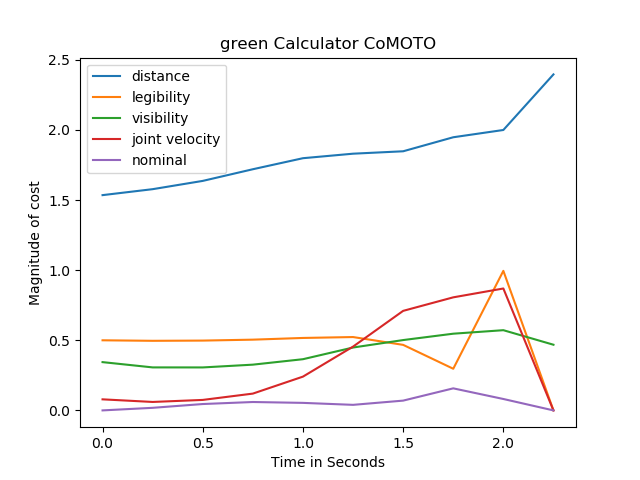 green Calculator CoMOTO
2.5
2.0
1.5
1.0
0.5
0.0
Magnitude of cost
distance
legibility
visibility
joint velocity
nominal
0.0 0.5 1.0 1.5 2.0
Time in Seconds